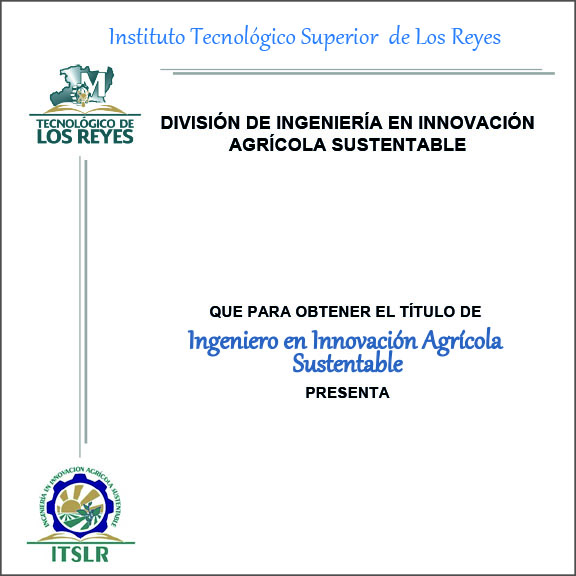 Instituto Tecnológico Superior de Los Reyes
TECNOLÓGICO DE
LOS REYES
DIVISIÓN DE INGENIERÍA EN INNOVACIÓN
AGRÍCOLA SUSTENTABLE
QUE PARA OBTENER EL TÍTULO DE
Ingeniero en Innovación Agrícola
Sustentable
PRESENTA
INGENIERÍA EN INNOVACION AGRÍCOLA SUSTENTABLE
ITSLR